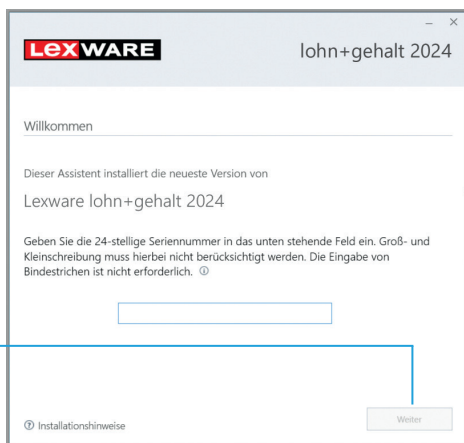 LEXWARE
lohn+gehalt 2024
Willkommen
Dieser Assistent installiert die neueste Version von
Lexware lohn+gehalt 2024
Geben Sie die 24-stellige Seriennummer in das unten stehende Feld ein. Groß- und
Kleinschreibung muss hierbei nicht berücksichtigt werden. Die Eingabe von
Bindestrichen ist nicht erforderlich.
Installationshinweise
Weiter